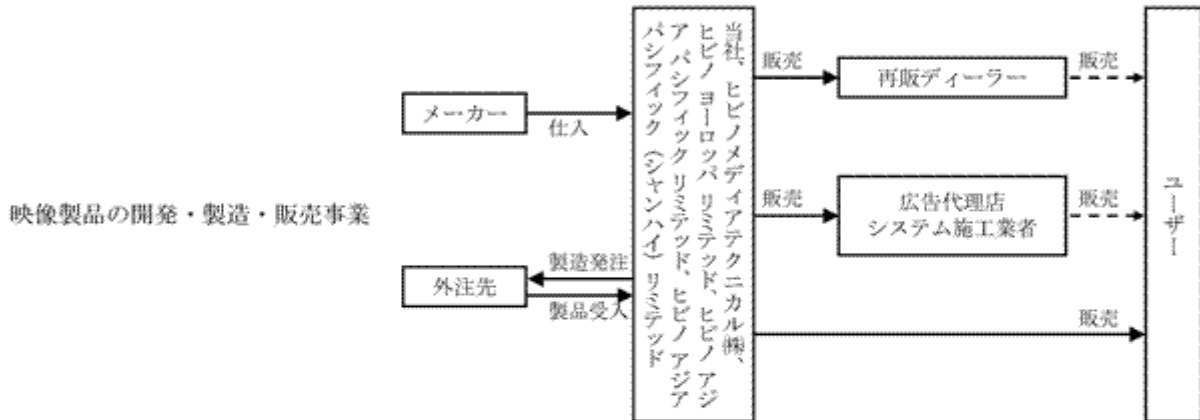 映像製品の開発・製造・販売事業
メーカー
仕入
外注先
製造発注
製品受入
当社、ヒビノメディアテクニカル㈱、
ヒビノ ヨーロッパ リミテッド、ヒビノ アジ
ア パシフィック リミテッド、ヒビノ アジア
パシフィック（シャンハイ）リミテッド
販売
再販ディーラー
販売
販売
広告代理店
システム施工業者
販売
販売
ユーザー